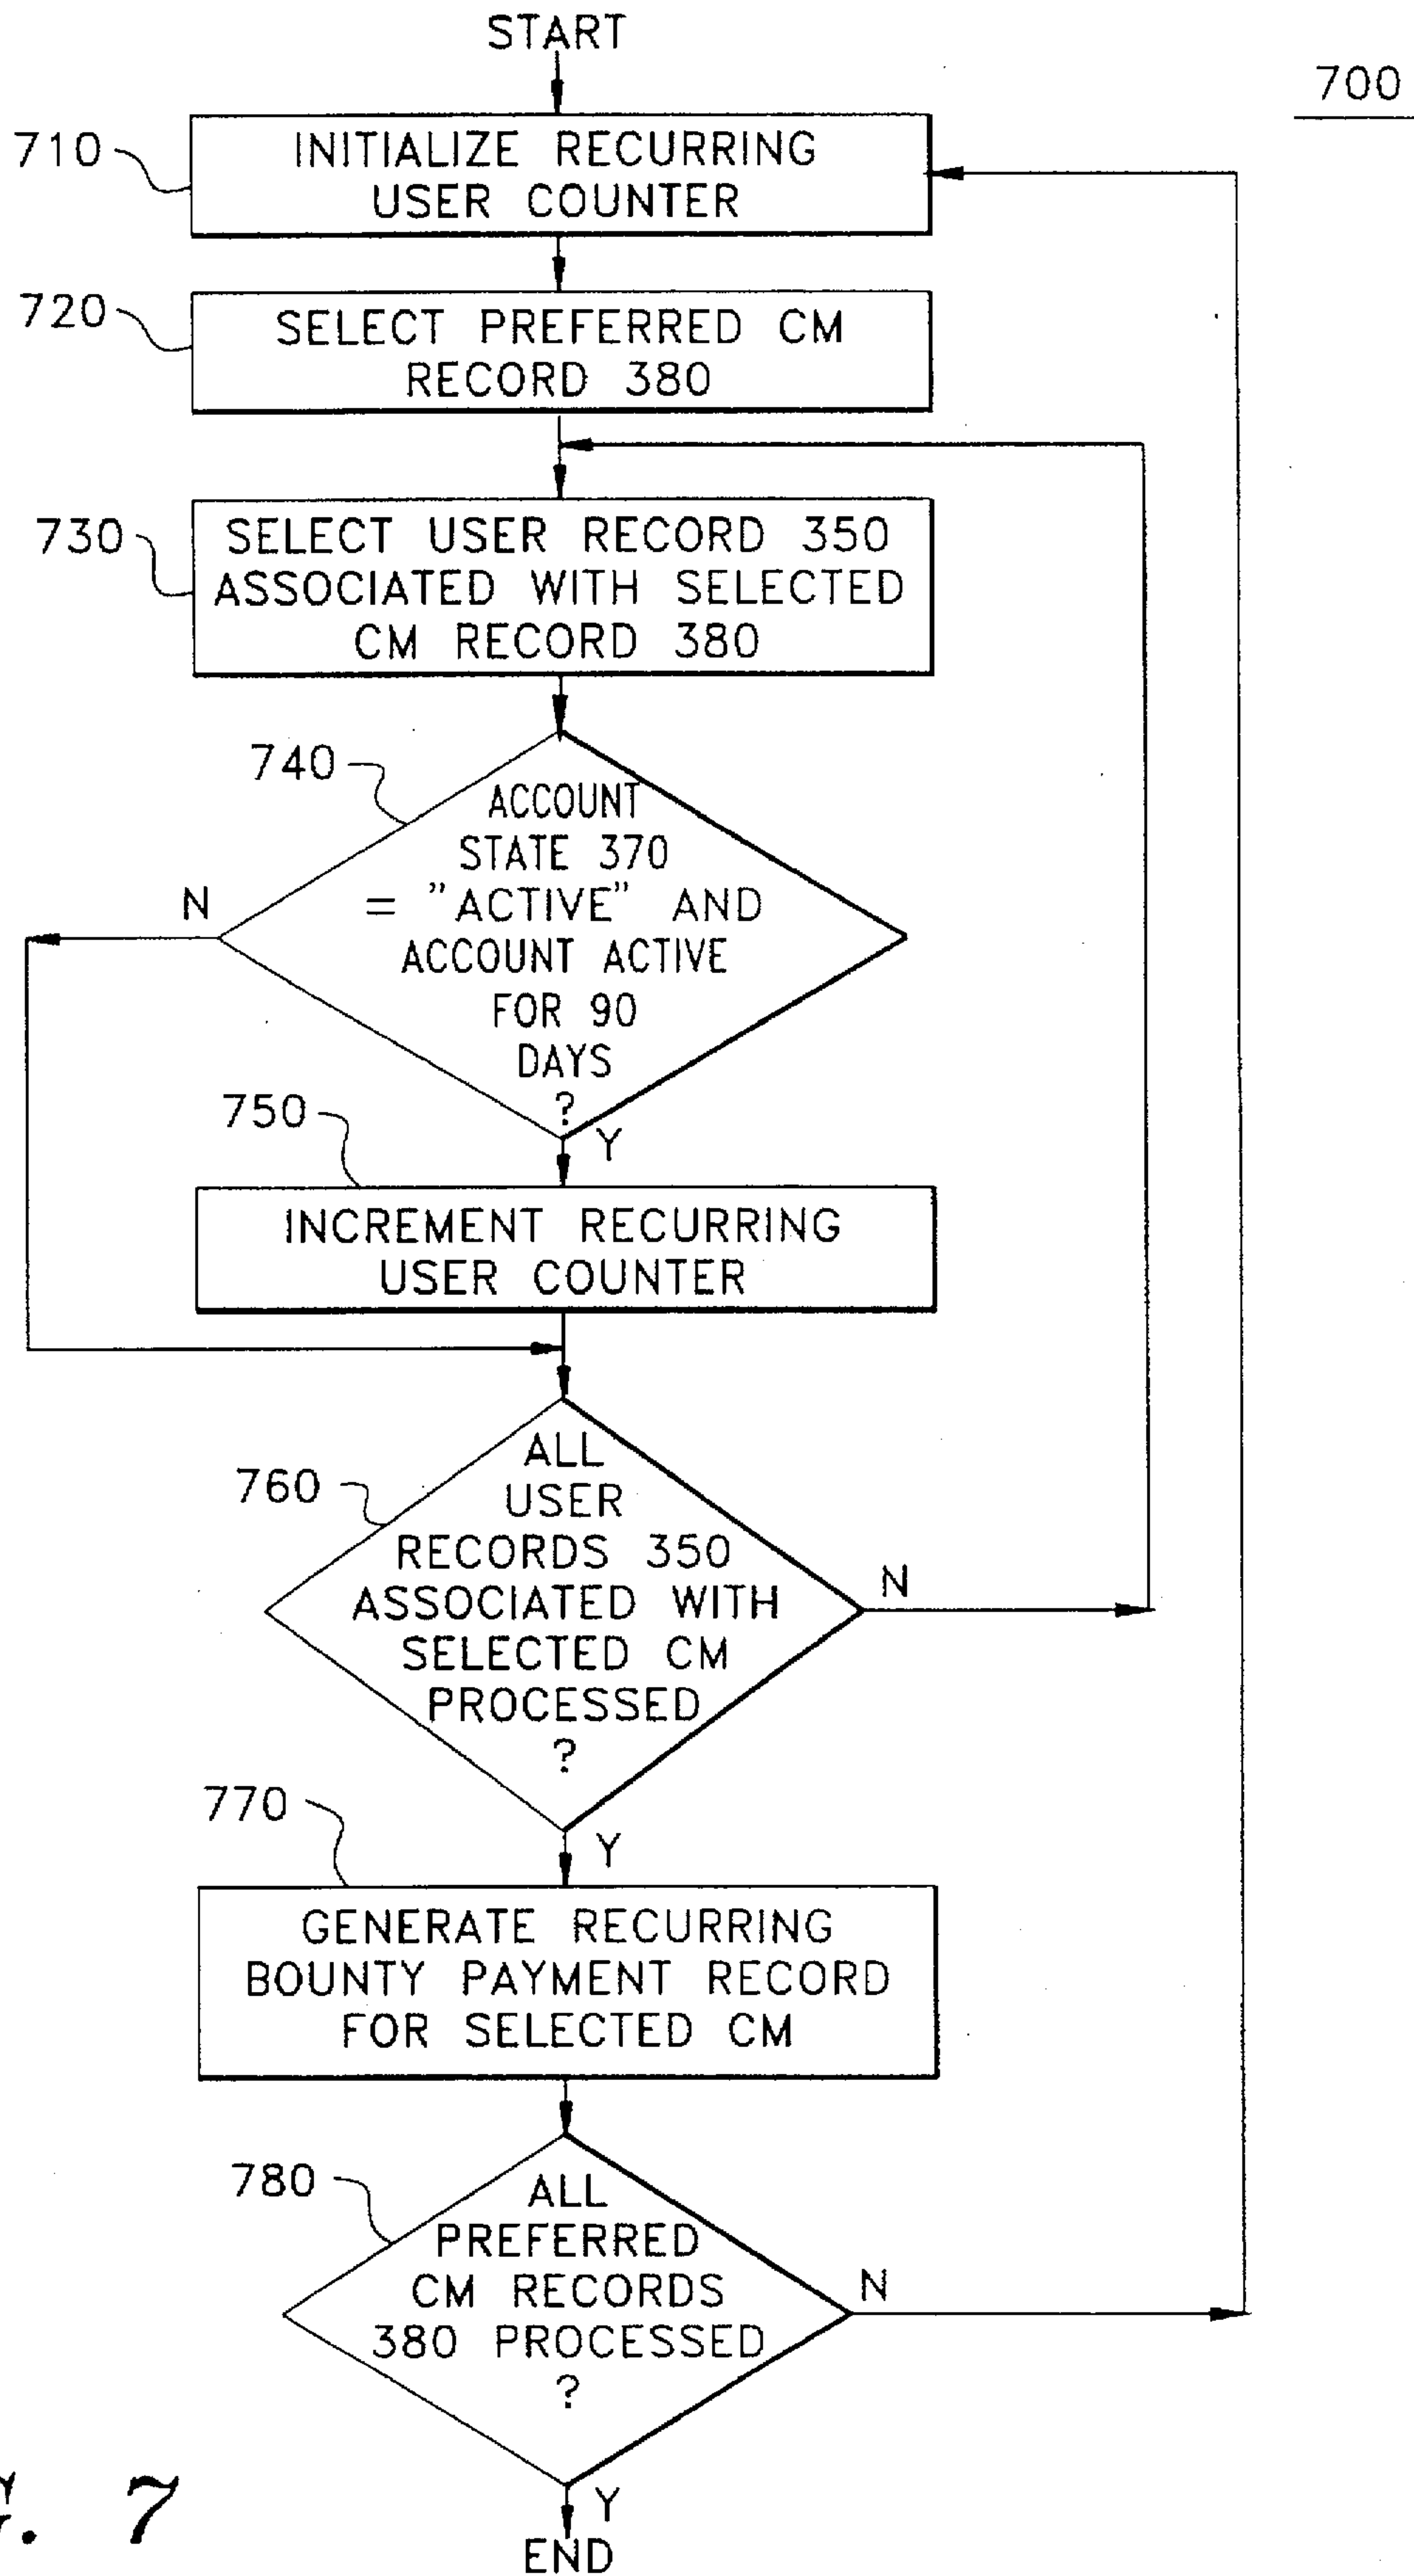 START
700
710
INITIALIZE RECURRING
USER COUNTER
720
SELECT PREFERRED CM
RECORD 380
730
SELECT USER RECORD 350
ASSOCIATED WITH SELECTED
CM RECORD 380
740
ACCOUNT
STATE 370
= "ACTIVE" AND
ACCOUNT ACTIVE
FOR 90
DAYS
?
N
Y
750
INCREMENT RECURRING
USER COUNTER
760
ALL
USER
RECORDS 350
ASSOCIATED WITH
SELECTED CM
PROCESSED
?
N
Y
770
GENERATE RECURRING
BOUNTY PAYMENT RECORD
FOR SELECTED CM
780
ALL
PREFERRED
CM RECORDS
380 PROCESSED
?
N
Y
END
G. 7